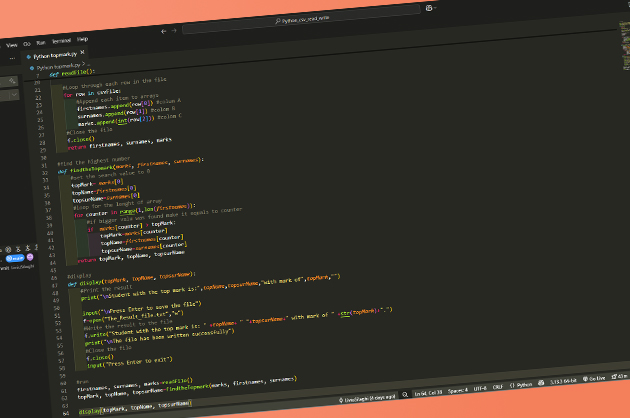 View Go Run Terminal Help
Python_csv_read_write
Python topmark.py
Python topmark.py > ...
def readFile():
#Loop through each row in the file
for row in csvFile:
#Append each item to arrays
firstnames.append(row[0]) #colom A
surnames.append(row[1]) #colom B
marks.append(int(row[2])) #colom C
#Close the file
f.close()
return firstnames, surnames, marks
#Find the highest number
def findtheTopmark(marks, firstnames, surnames):
#set the search value to 0
topMark= marks[0]
topName=firstnames[0]
topsurName=surnames[0]
#Loop for the lenght of array
for counter in range(1,len(firstnames)):
#if bigger valu was found make it equals to counter
if marks[counter] > topMark:
topMark=marks[counter]
topName=firstnames[counter]
topsurName=surnames[counter]
return topMark, topName, topsurName
#display
def display(topMark, topName, topsurName):
#Print the result
print("\nStudent with the top mark is:",topName,topsurName,"with mark of",topMark,"")
input("\nPress Enter to save the file")
f=open("The_Result_file.txt","w")
#Write the result to the file
f.write("Student with the top mark is: " +topName+ " "+topsurName+" with mark of " +str(topMark)+".")
print("\nThe file has been written successfully")
#Close the file
f.close()
input("Press Enter to exit")
#run
firstnames, surnames, marks=readFile()
topMark, topName, topsurName=findtheTopmark(marks, firstnames, surnames)
display(topMark, topName, topsurName)
Ln 64, Col 38 Spaces: 4 UTF-8 CRLF Python 3.13.2 64-bit Go Live